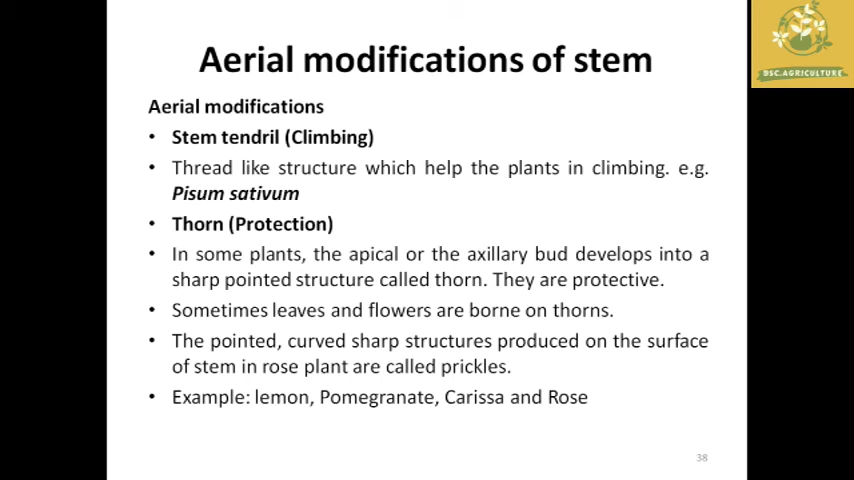 Aerial modifications of stem
DSC.AGRICULTURE
Aerial modifications
• Stem tendril (Climbing)
• Thread like structure which help the plants in climbing. e.g.
Pisum sativum
• Thorn (Protection)
• In some plants, the apical or the axillary bud develops into a
sharp pointed structure called thorn. They are protective.
• Sometimes leaves and flowers are borne on thorns.
• The pointed, curved sharp structures produced on the surface
of stem in rose plant are called prickles.
• Example: lemon, Pomegranate, Carissa and Rose
38